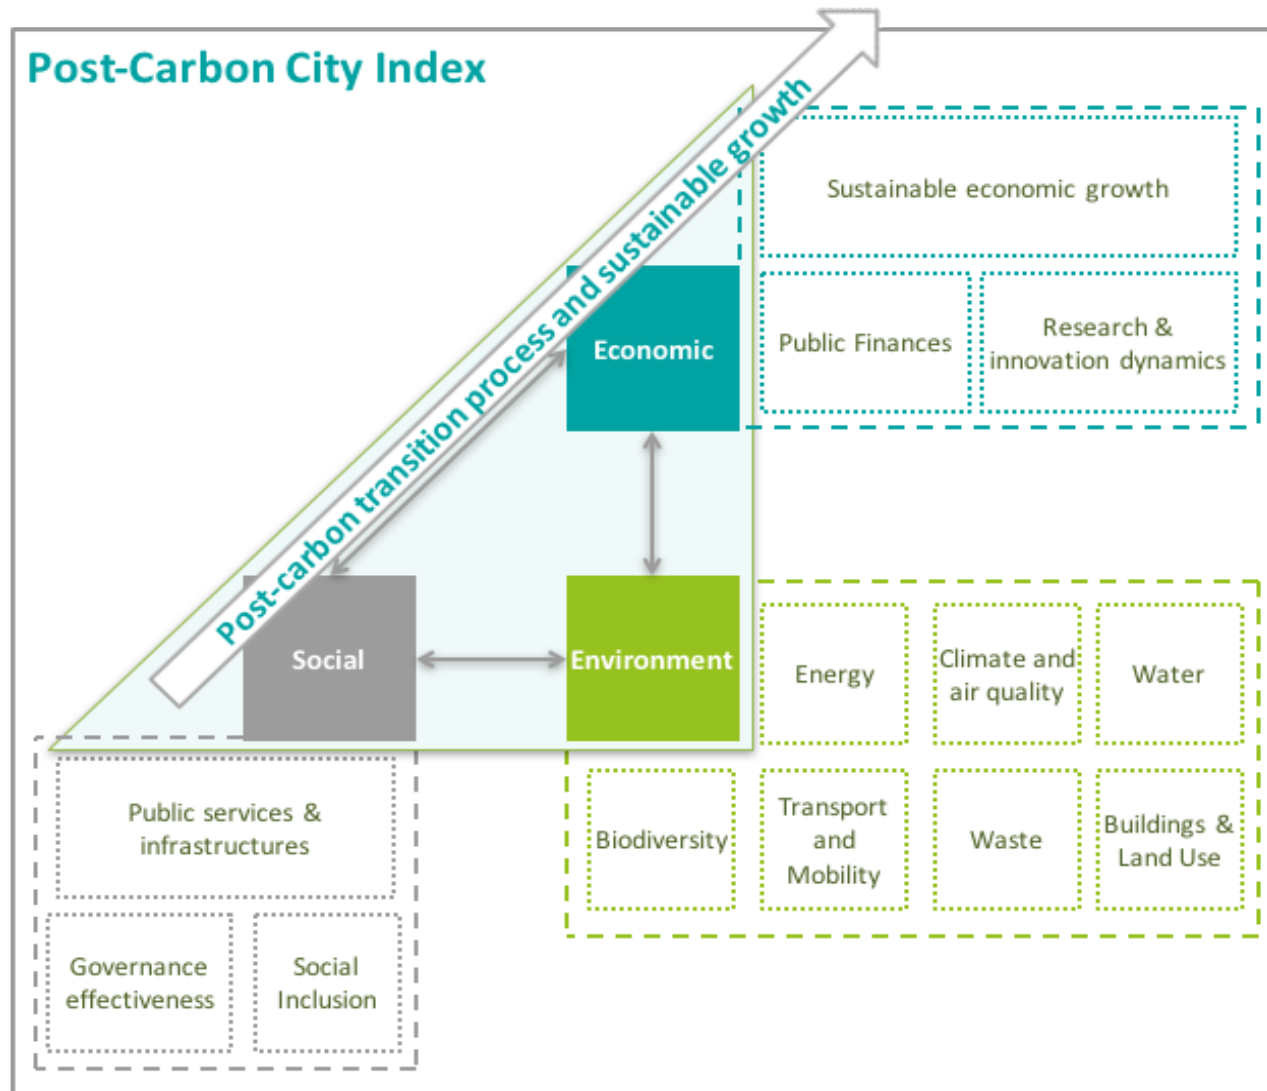 Post-Carbon City Index
Post-carbon transition process and sustainable growth
Sustainable economic growth
Public Finances
Research &
innovation dynamics
Economic
Social
Environment
Energy
Climate and
air quality
Water
Biodiversity
Transport
and
Mobility
Waste
Buildings &
Land Use
Public services &
infrastructures
Governance
effectiveness
Social
Inclusion